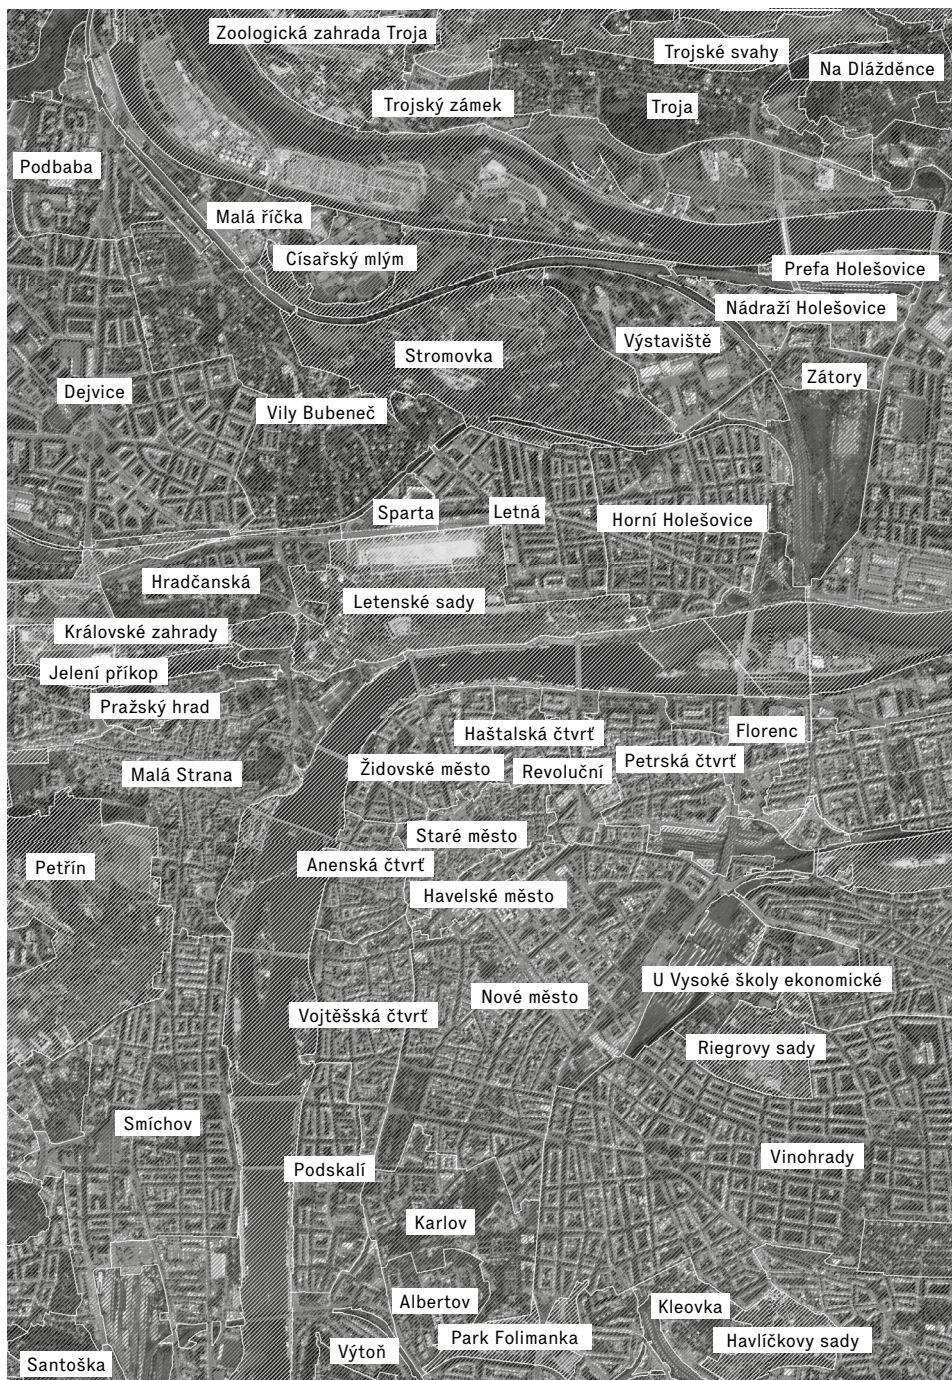 Zoologická zahrada Troja
Trojské svahy
Na Dlážděnce
Trojský zámek
Troja
Podbaba
Malá říčka
Císařský mlým
Prefa Holešovice
Nádraží Holešovice
Výstaviště
Stromovka
Zátory
Dejvice
Vily Bubeneč
Sparta
Letná
Horní Holešovice
Hradčanská
Letenské sady
Královské zahrady
Jelení příkop
Pražský hrad
Haštalská čtvrť
Florenc
Židovské město
Revoluční
Petrská čtvrť
Malá Strana
Staré město
Petřín
Anenská čtvrť
Havelské město
U Vysoké školy ekonomické
Nové město
Vojtěšská čtvrť
Riegrovy sady
Smíchov
Vinohrady
Podskalí
Karlov
Albertov
Kleovka
Park Folimanka
Havlíčkovy sady
Výtoň
Santoška